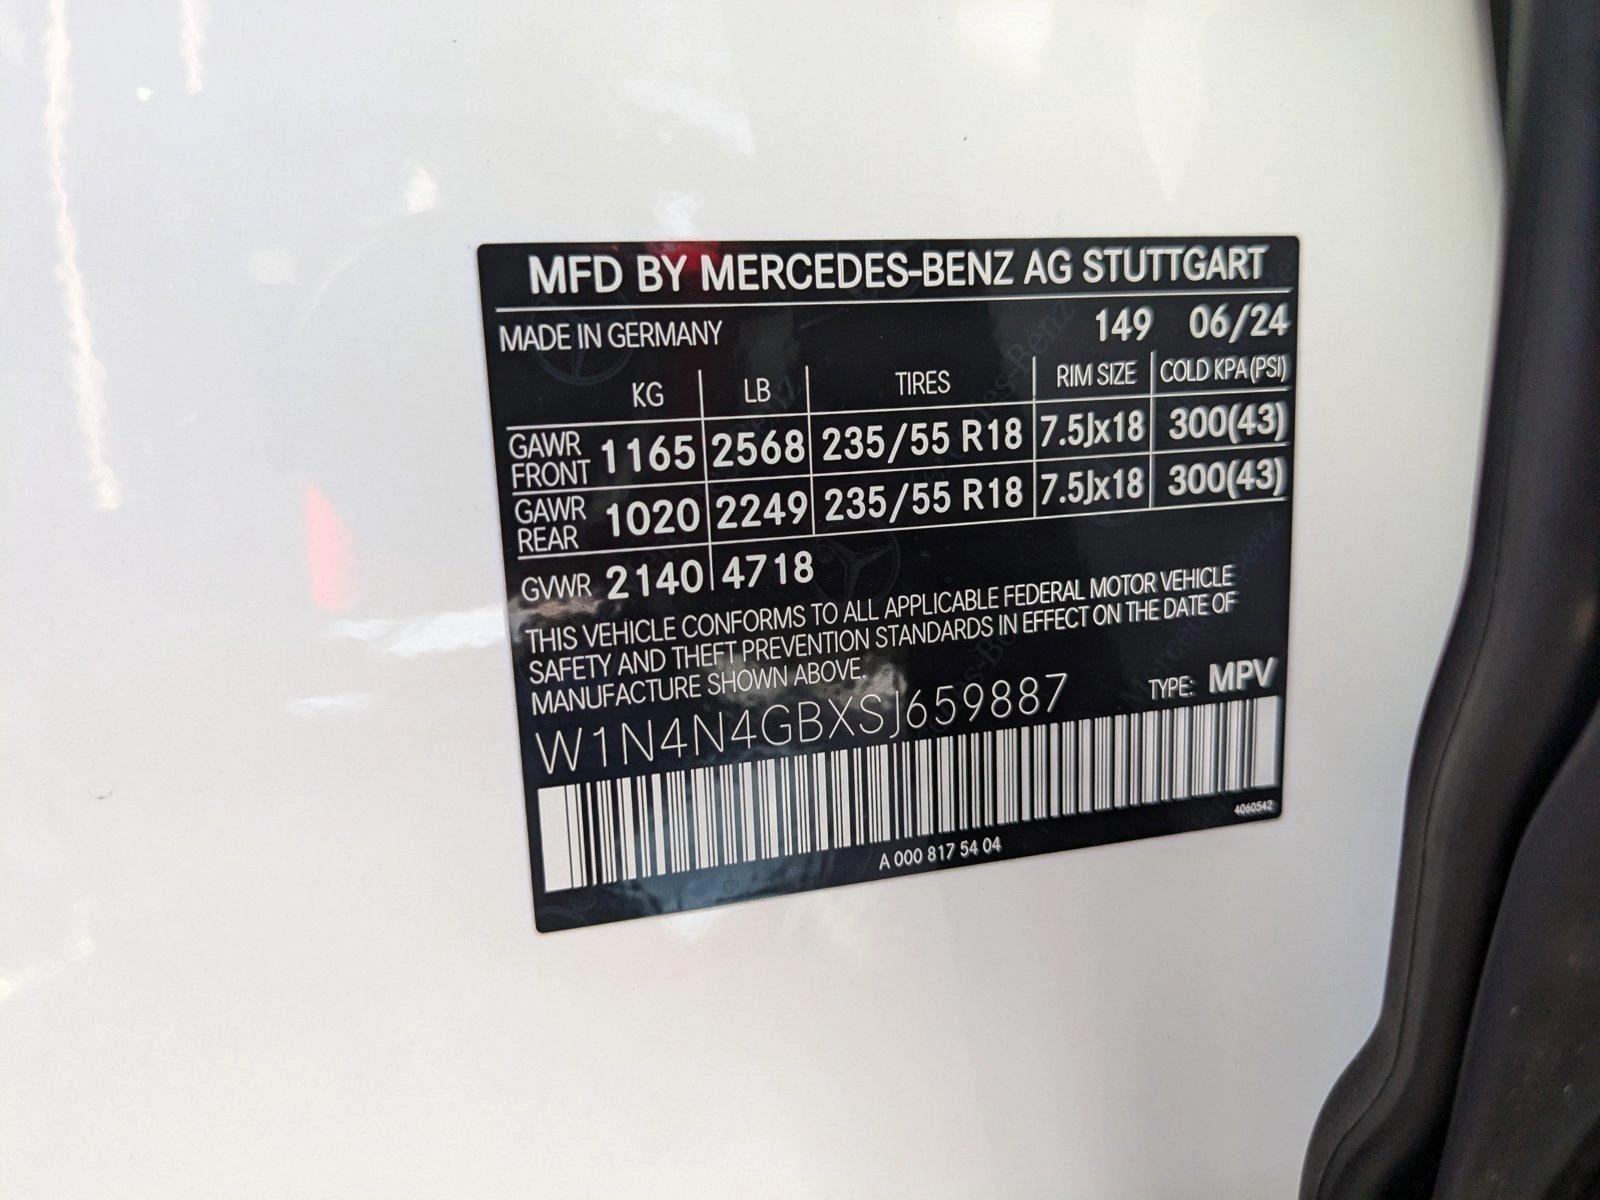 MFD BY MERCEDES-BENZ AG STUTTGART
MADE IN GERMANY 149 06/24
KG LB TIRES RIM SIZE COLD KPA(PSI)
GAWR FRONT 1165 2568 235/55 R18 7.5Jx18 300(43)
GAWR REAR 1020 2249 235/55 R18 7.5Jx18 300(43)
GVWR 2140 4718
THIS VEHICLE CONFORMS TO ALL APPLICABLE FEDERAL MOTOR VEHICLE
SAFETY AND THEFT PREVENTION STANDARDS IN EFFECT ON THE DATE OF
MANUFACTURE SHOWN ABOVE.
TYPE: MPV
W1N4N4GBXSJ659887
4060542
A 000 817 54 04